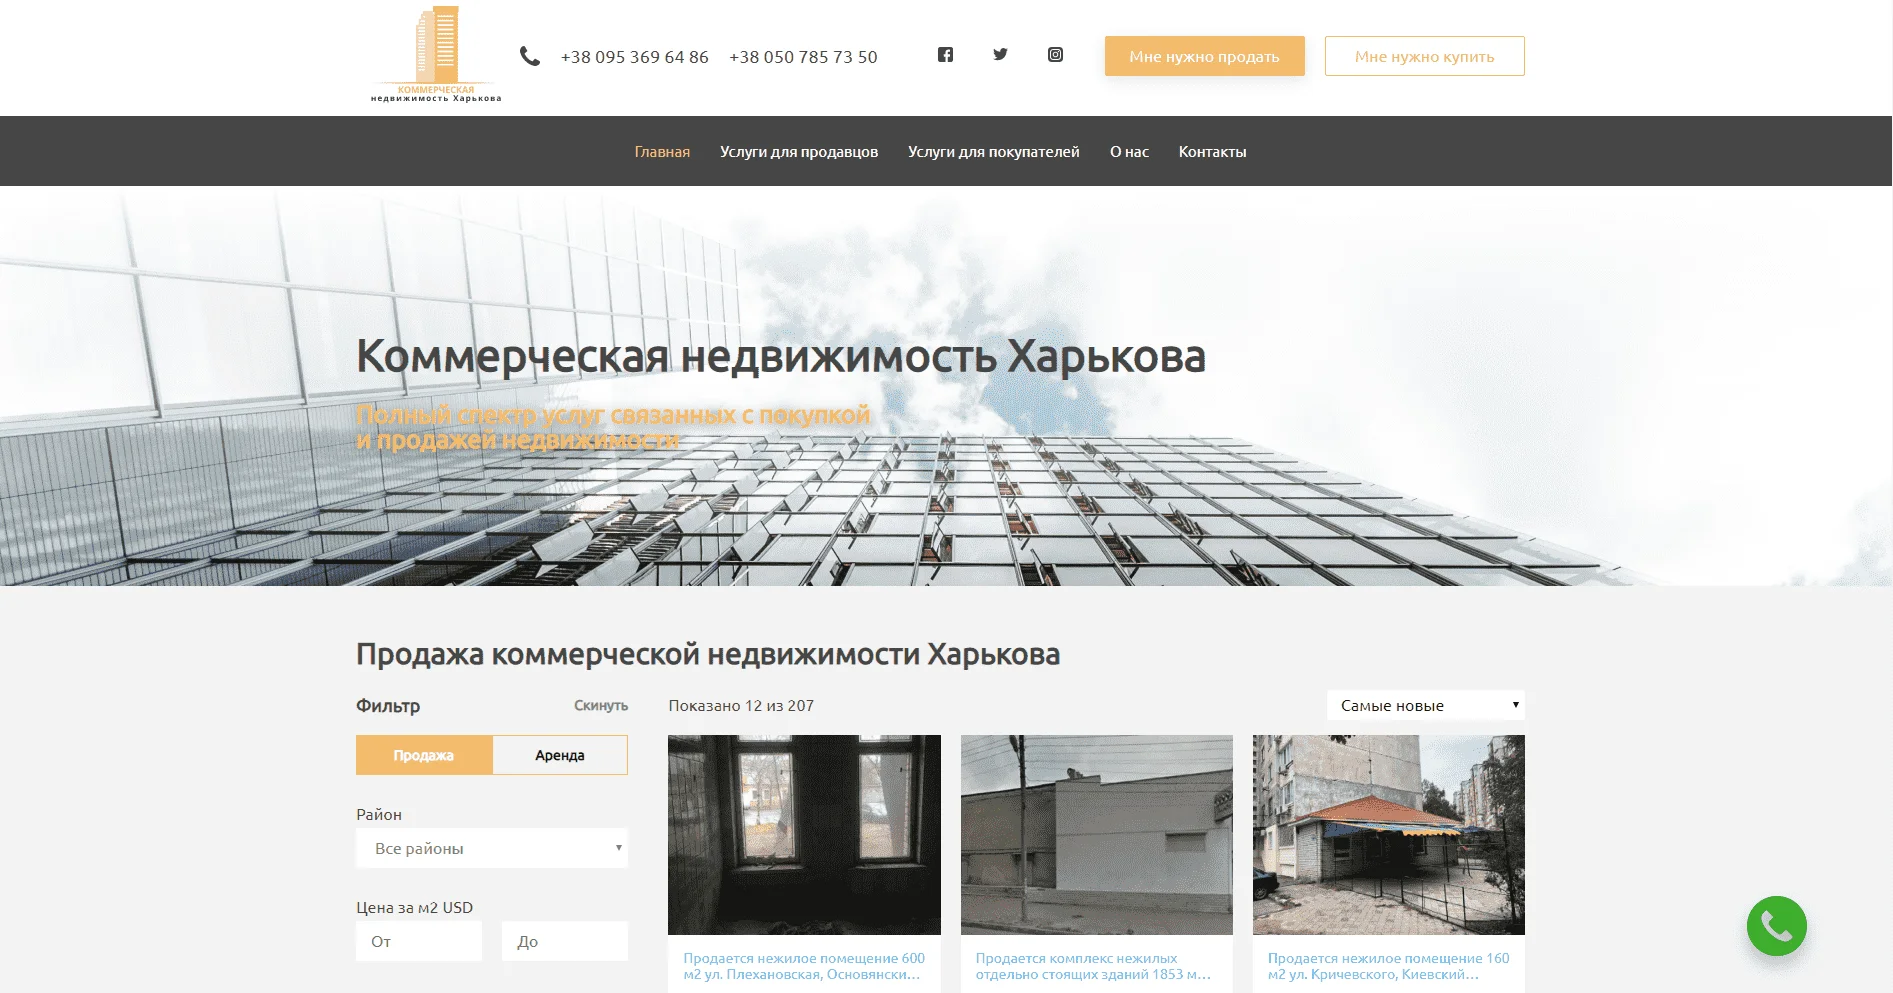 КОММЕРЧЕСКАЯ
недвижимость Харькова
+38 095 369 64 86 +38 050 785 73 50
Мне нужно продать
Мне нужно купить
Главная Услуги для продавцов Услуги для покупателей О нас Контакты
Коммерческая недвижимость Харькова
Полный спектр услуг связанных с покупкой
и продажей недвижимости
Продажа коммерческой недвижимости Харькова
Фильтр Скинуть
Показано 12 из 207
Самые новые
Продажа Аренда
Район
Все районы
Цена за м2 USD
От До
Продается нежилое помещение 600
м2 ул. Плехановская, Основянски...
Продается комплекс нежилых
отдельно стоящих зданий 1853 м...
Продается нежилое помещение 160
м2 ул. Кричевского, Киевский...